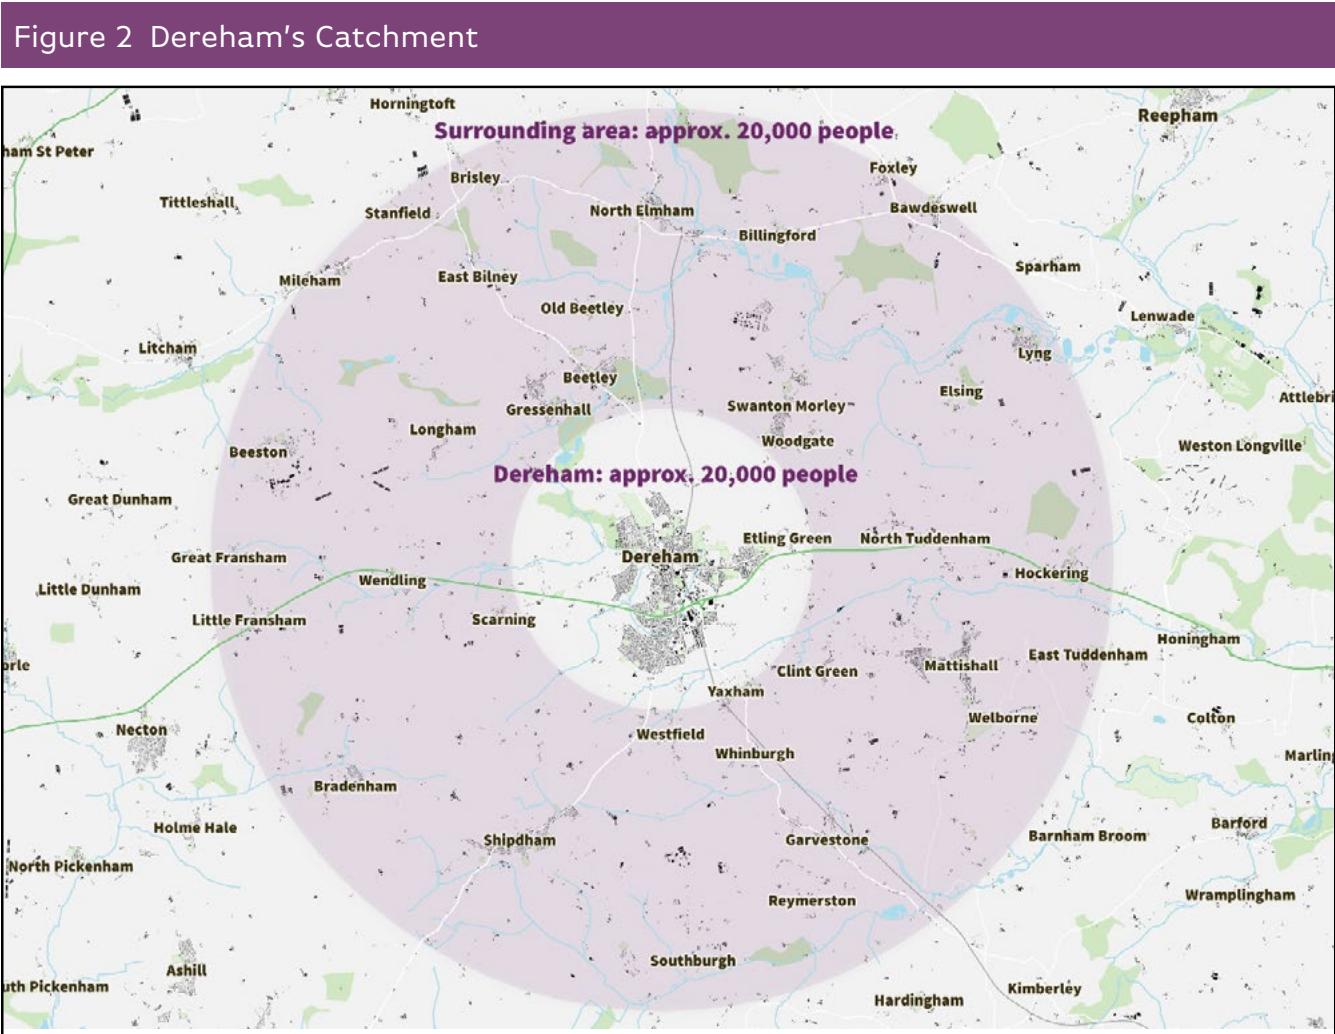 Figure 2 Dereham's Catchment
Horningtoft
Reepham
Surrounding area: approx. 20,000 people
ham St Peter
Foxley
Brisley
Tittleshall
Stanfield
North Elmham
Bawdeswell
Billingford
Sparham
East Bilney
Mileham
Old Beetley
Lenwade
Litcham
Lyng
Beetley
Elsing
Attlebri
Gressenhall
Swanton Morley
Longham
Woodgate
Weston Longville
Beeston
Dereham: approx. 20,000 people
Great Dunham
Etling Green
North Tuddenham
Dereham
Great Fransham
Hockering
Wendling
Little Dunham
Little Fransham
Scarning
Honingham
East Tuddenham
orle
Mattishall
Clint Green
Yaxham
Welborne
Colton
Necton
Westfield
Whinburgh
Marling
Bradenham
Barford
Holme Hale
Shipdham
Garvestone
Barnham Broom
North Pickenham
Wramplingham
Reymerston
Southburgh
Ashill
uth Pickenham
Kimberley
Hardingham